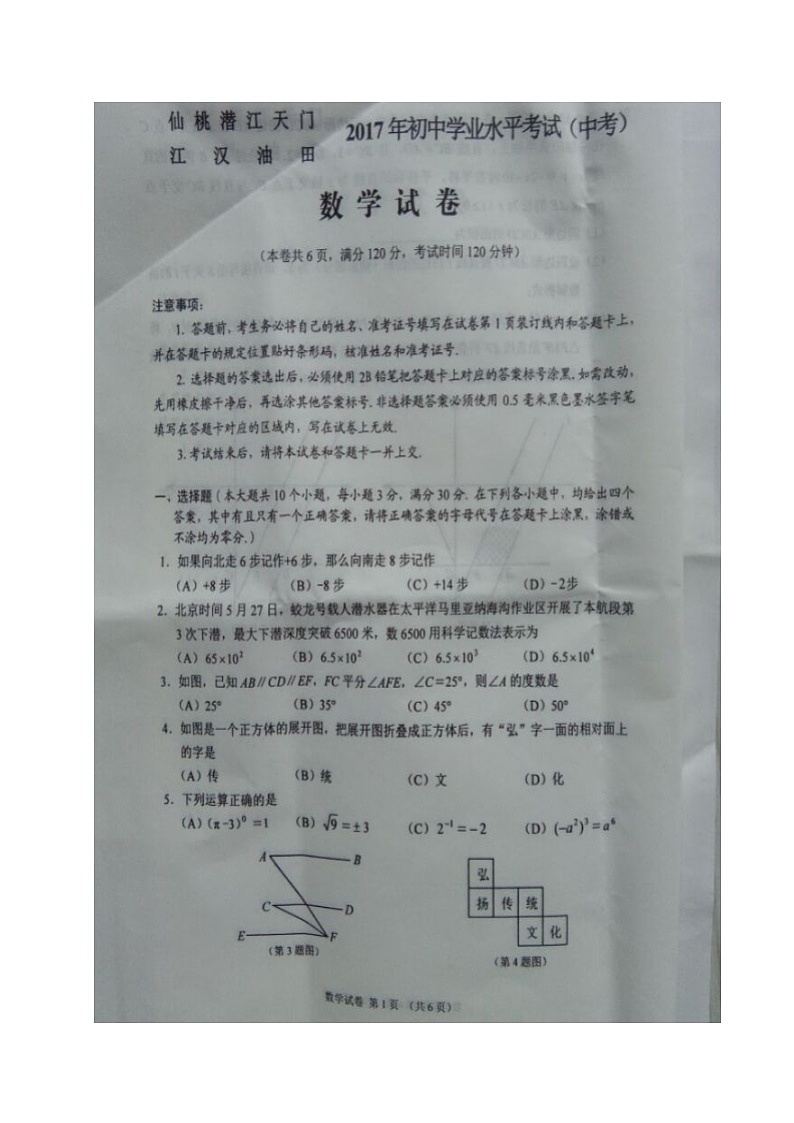 仙桃潜江天门
江汉油田
2017年初中学业水平考试（中考）
数学试卷
（本卷共6页，满分120分，考试时间120分钟）
注意事项：
1. 答题前，考生务必将自己的姓名、准考证号填写在试卷第1页装订线内和答题卡上，
并在答题卡的规定位置贴好条形码，核准姓名和准考证号.
2. 选择题的答案选出后，必须使用2B铅笔把答题卡上对应的答案标号涂黑.如需改动，
先用橡皮擦干净后，再选涂其他答案标号.非选择题答案必须使用0.5毫米黑色墨水签字笔
填写在答题卡对应的区域内，写在试卷上无效.
3.考试结束后，请将本试卷和答题卡一并上交.
一、选择题（本大题共10个小题，每小题3分，满分30分.在下列各小题中，均给出四个
答案，其中有且只有一个正确答案，请将正确答案的字母代号在答题卡上涂黑，涂错或
不涂均为零分.）
1．如果向北走6步记作+6步，那么向南走8步记作
（A）+8步 （B）-8步 （C）+14步 （D）-2步
2．北京时间5月27日，蛟龙号载人潜水器在太平洋马里亚纳海沟作业区开展了本航段第
3次下潜，最大下潜深度突破6500米，数6500用科学记数法表示为
（A）65×10² （B）6.5×10² （C）6.5×10³ （D）6.5×10⁴
3．如图，已知AB∥CD∥EF，FC平分∠AFE，∠C=25°，则∠A的度数是
（A）25° （B）35° （C）45° （D）50°
4．如图是一个正方体的展开图，把展开图折叠成正方体后，有“弘”字一面的相对面上
的字是
（A）传 （B）统 （C）文 （D）化
5．下列运算正确的是
（A）(π-3)⁰=1 （B）√9=±3 （C）2⁻¹=-2 （D）(-a²)³=a⁶
A B
C D
E F
（第3题图）
弘
扬 传 统
文 化
（第4题图）
数学试卷 第1页 （共6页）